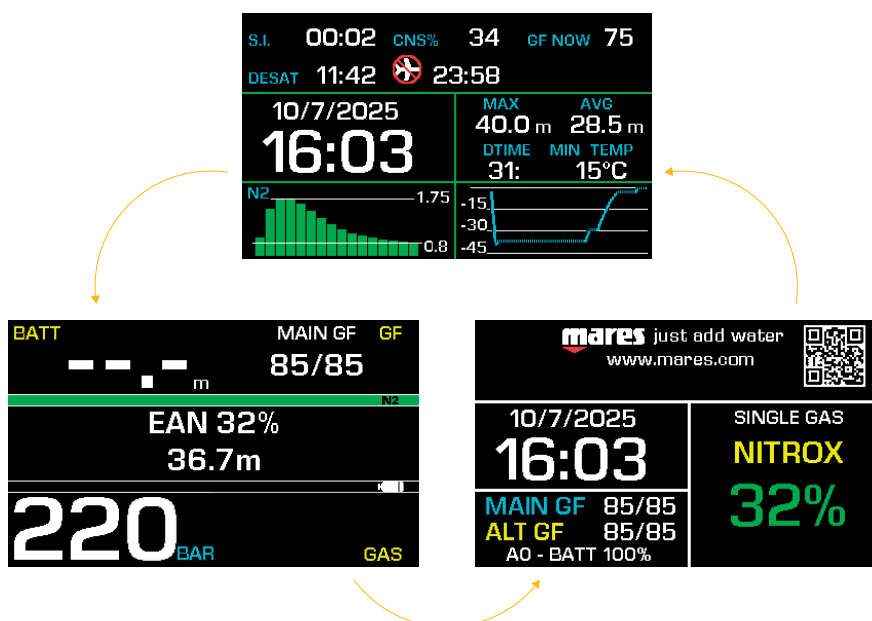 S.I. 00:02 CNS% 34 GF NOW 75
DESAT 11:42 23:58
10/7/2025
16:03
MAX AVG
40.0 m 28.5 m
DTIME MIN TEMP
31: 15°C
N2 1.75
0.8
-15
-30
-45
BATT MAIN GF GF
--.- m 85/85
N2
EAN 32%
36.7m
220 BAR GAS
mares just add water
www.mares.com
10/7/2025
16:03
MAIN GF 85/85
ALT GF 85/85
A0 - BATT 100%
SINGLE GAS
NITROX
32%